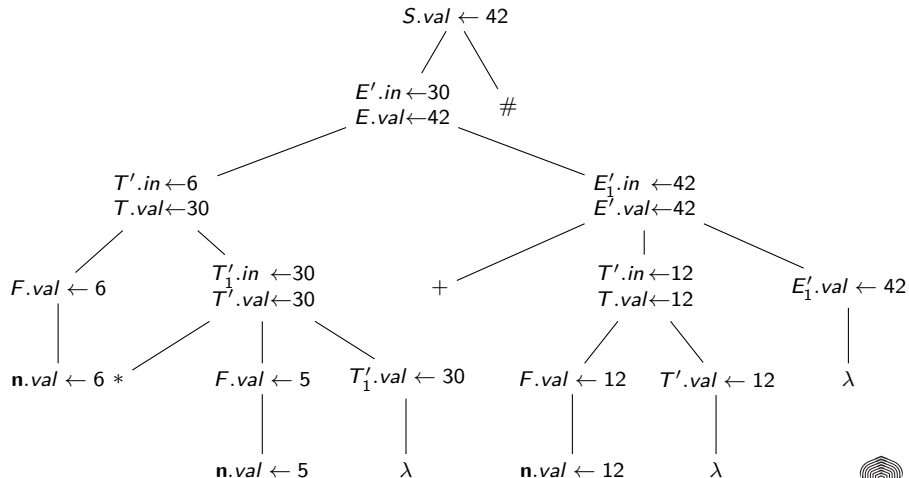 S.val ← 42
E′.in ←30
E.val←42
#
T′.in ←6
T.val←30
E′₁.in ←42
E′.val←42
F.val ← 6
T′₁.in ←30
T′.val←30
+
T′.in ←12
T.val←12
E′₁.val ← 42
n.val ← 6 *
F.val ← 5
T′₁.val ← 30
F.val ← 12
T′.val ← 12
λ
n.val ← 5
λ
n.val ← 12
λ